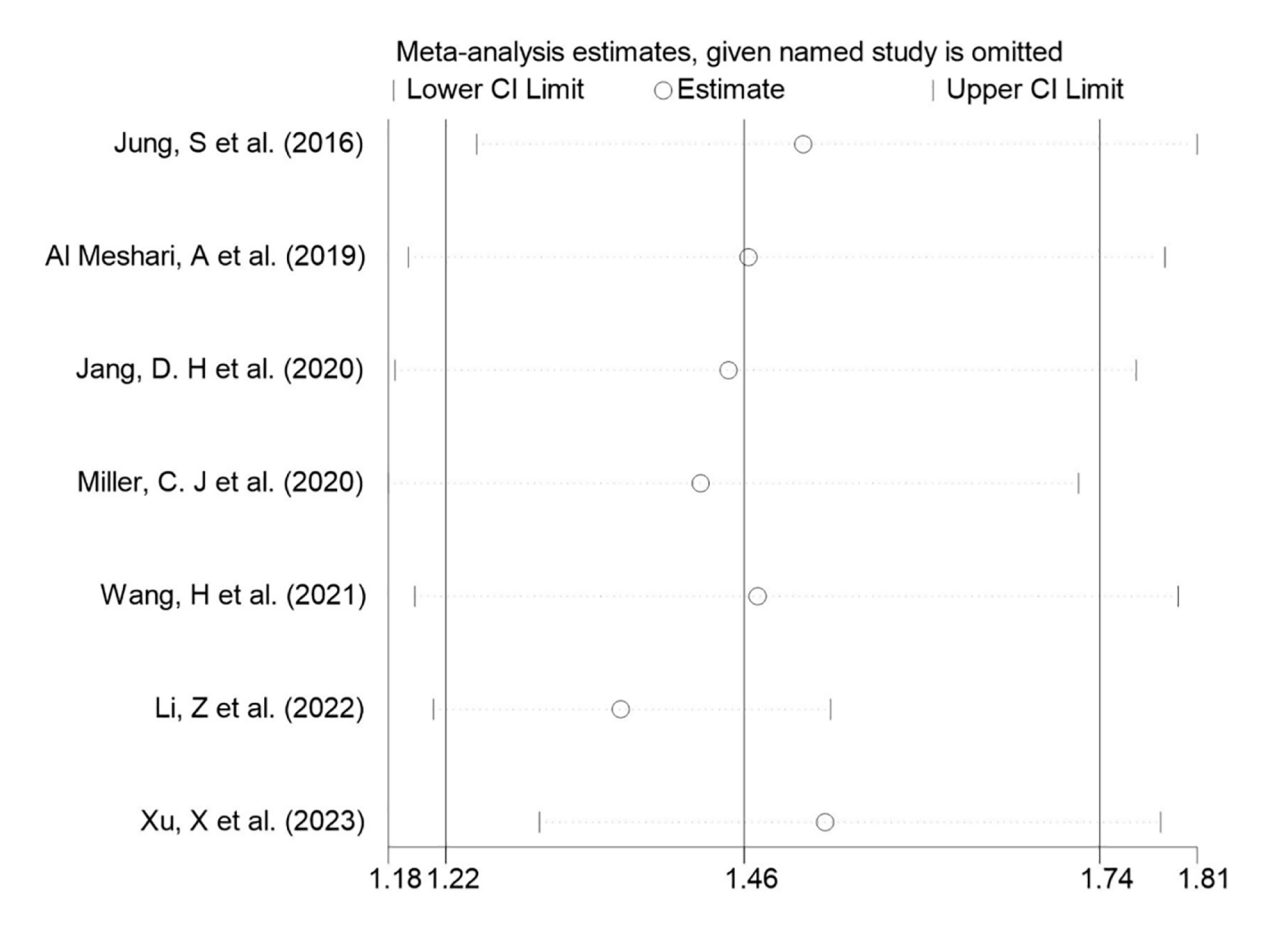 Meta-analysis estimates, given named study is omitted
| Lower CI Limit ○ Estimate | Upper CI Limit
Jung, S et al. (2016)
Al Meshari, A et al. (2019)
Jang, D. H et al. (2020)
Miller, C. J et al. (2020)
Wang, H et al. (2021)
Li, Z et al. (2022)
Xu, X et al. (2023)
1.18 1.22 1.46 1.74 1.81